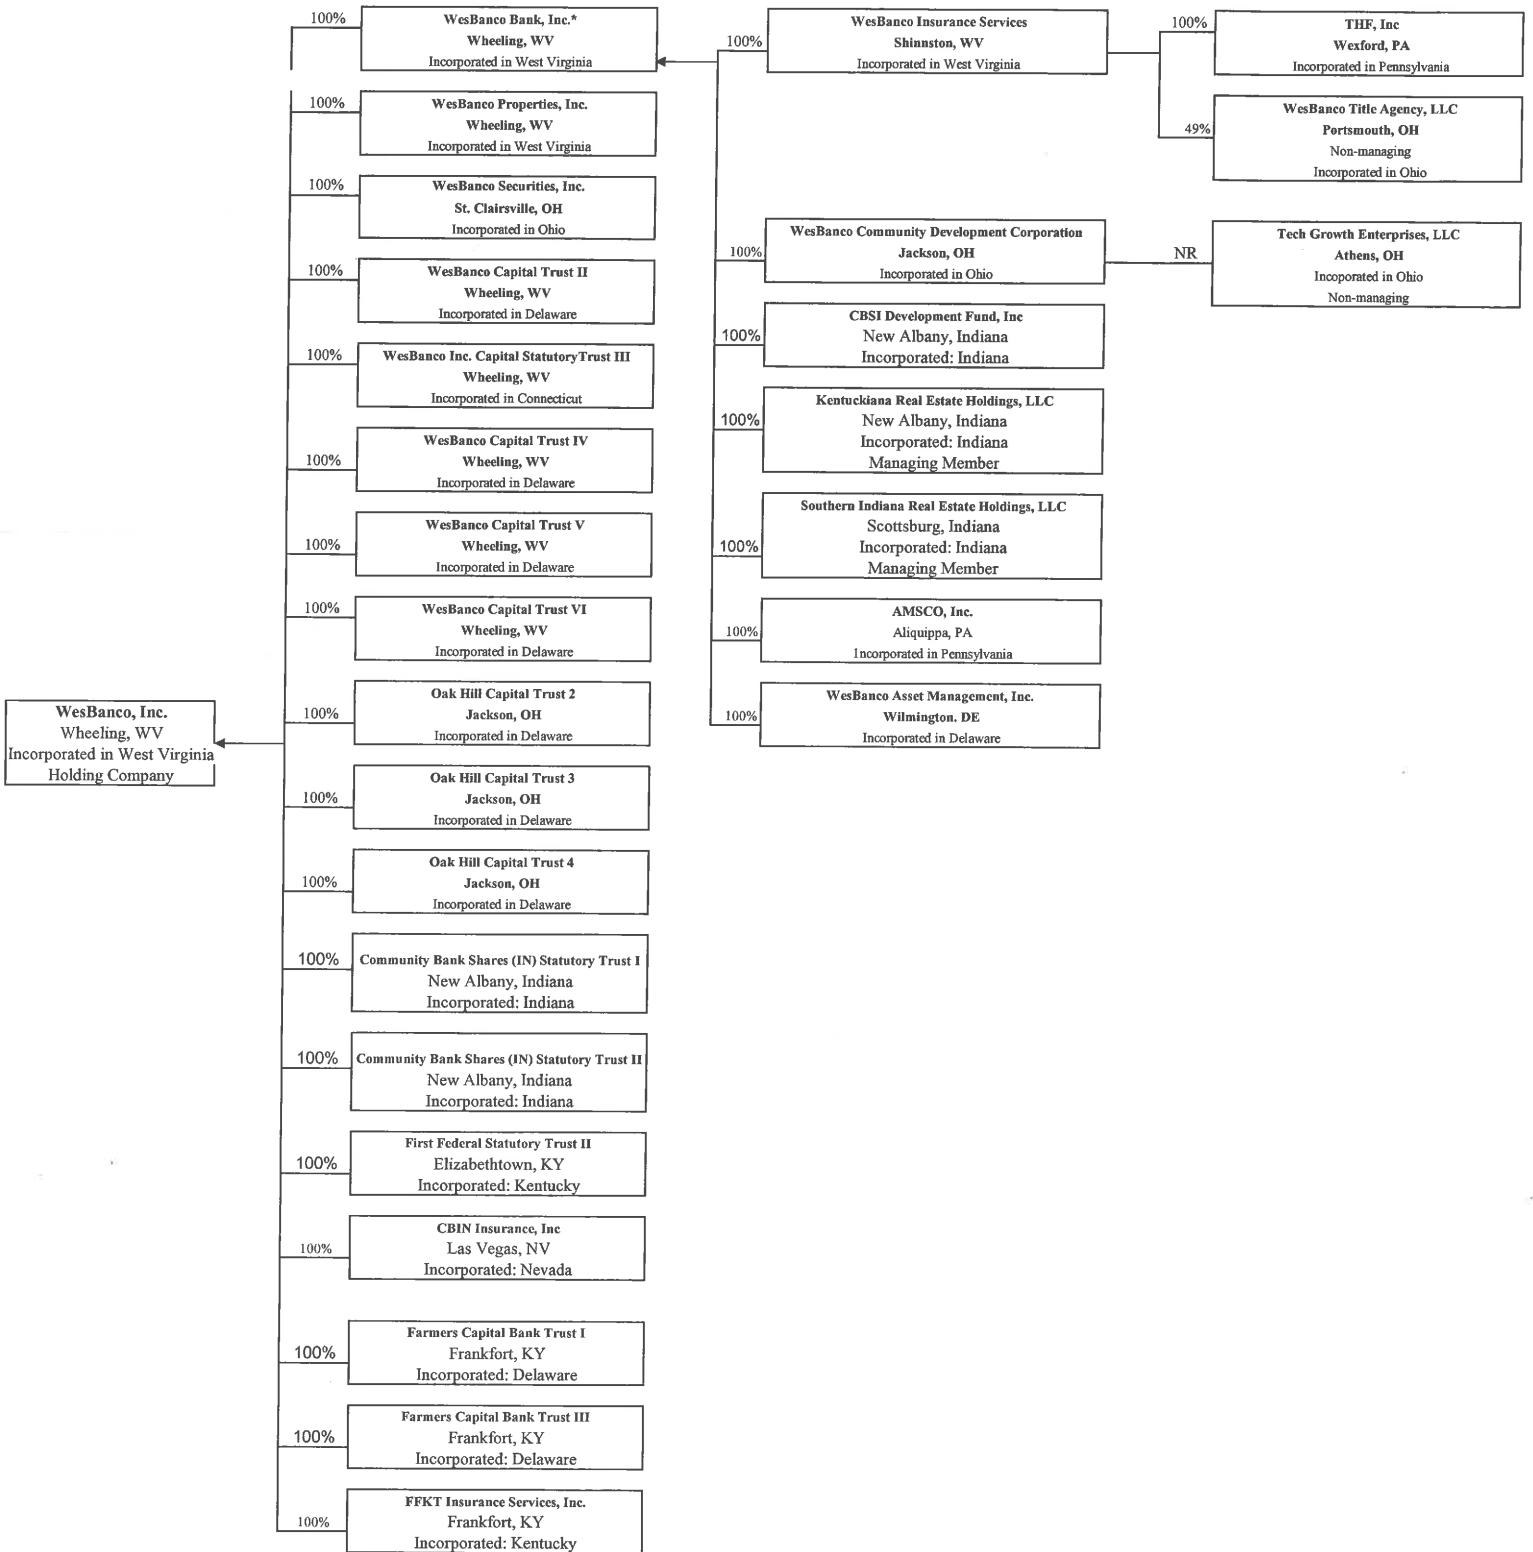 WesBanco, Inc.
Wheeling, WV
Incorporated in West Virginia
Holding Company
100%
WesBanco Bank, Inc.*
Wheeling, WV
Incorporated in West Virginia
100%
WesBanco Properties, Inc.
Wheeling, WV
Incorporated in West Virginia
100%
WesBanco Securities, Inc.
St. Clairsville, OH
Incorporated in Ohio
100%
WesBanco Capital Trust II
Wheeling, WV
Incorporated in Delaware
100%
WesBanco Inc. Capital StatutoryTrust III
Wheeling, WV
Incorporated in Connecticut
100%
WesBanco Capital Trust IV
Wheeling, WV
Incorporated in Delaware
100%
WesBanco Capital Trust V
Wheeling, WV
Incorporated in Delaware
100%
WesBanco Capital Trust VI
Wheeling, WV
Incorporated in Delaware
100%
Oak Hill Capital Trust 2
Jackson, OH
Incorporated in Delaware
100%
Oak Hill Capital Trust 3
Jackson, OH
Incorporated in Delaware
100%
Oak Hill Capital Trust 4
Jackson, OH
Incorporated in Delaware
100%
Community Bank Shares (IN) Statutory Trust I
New Albany, Indiana
Incorporated: Indiana
100%
Community Bank Shares (IN) Statutory Trust II
New Albany, Indiana
Incorporated: Indiana
100%
First Federal Statutory Trust II
Elizabethtown, KY
Incorporated: Kentucky
100%
CBIN Insurance, Inc
Las Vegas, NV
Incorporated: Nevada
100%
Farmers Capital Bank Trust I
Frankfort, KY
Incorporated: Delaware
100%
Farmers Capital Bank Trust III
Frankfort, KY
Incorporated: Delaware
100%
FFKT Insurance Services, Inc.
Frankfort, KY
Incorporated: Kentucky
100%
WesBanco Insurance Services
Shinnston, WV
Incorporated in West Virginia
100%
WesBanco Community Development Corporation
Jackson, OH
Incorporated in Ohio
100%
CBSI Development Fund, Inc
New Albany, Indiana
Incorporated: Indiana
100%
Kentuckiana Real Estate Holdings, LLC
New Albany, Indiana
Incorporated: Indiana
Managing Member
100%
Southern Indiana Real Estate Holdings, LLC
Scottsburg, Indiana
Incorporated: Indiana
Managing Member
100%
AMSCO, Inc.
Aliquippa, PA
Incorporated in Pennsylvania
100%
WesBanco Asset Management, Inc.
Wilmington. DE
Incorporated in Delaware
100%
THF, Inc
Wexford, PA
Incorporated in Pennsylvania
49%
WesBanco Title Agency, LLC
Portsmouth, OH
Non-managing
Incorporated in Ohio
NR
Tech Growth Enterprises, LLC
Athens, OH
Incoporated in Ohio
Non-managing